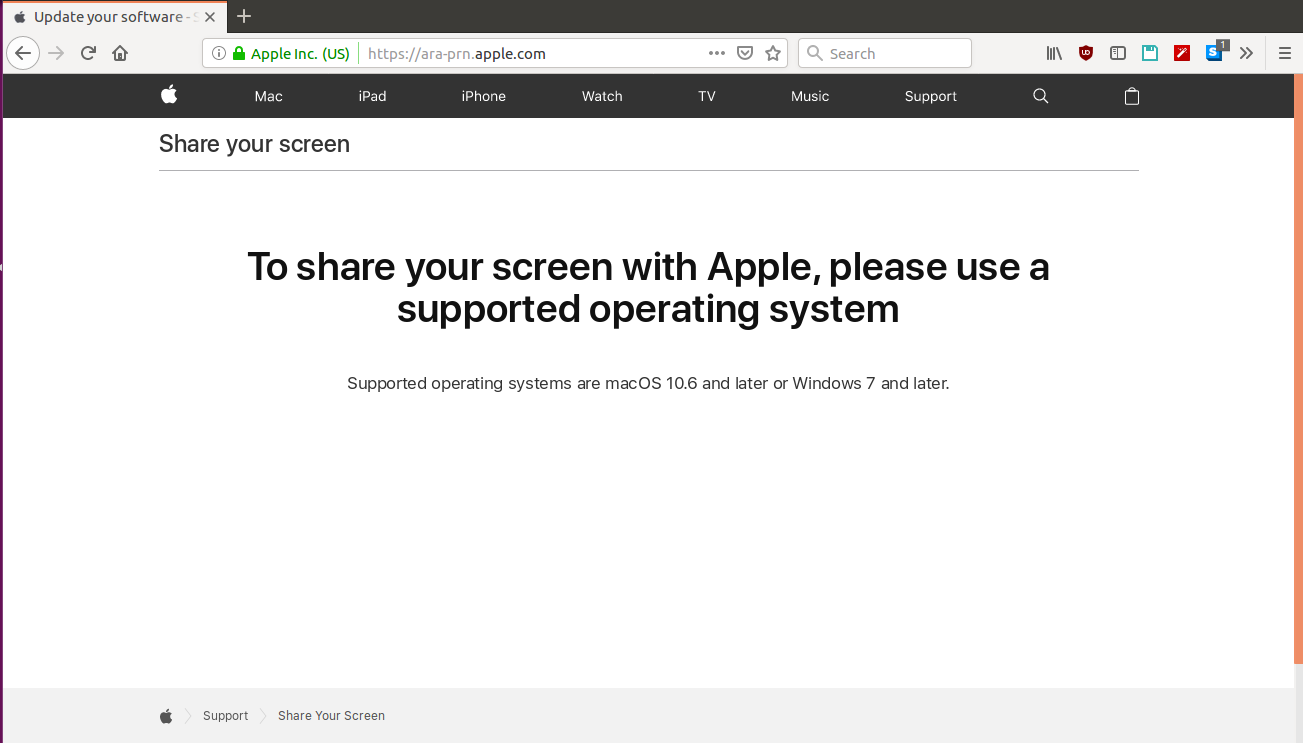 Update your software - S
Apple Inc. (US) https://ara-prn.apple.com Search 1
Mac iPad iPhone Watch TV Music Support
Share your screen
To share your screen with Apple, please use a
supported operating system
Supported operating systems are macOS 10.6 and later or Windows 7 and later.
Support Share Your Screen